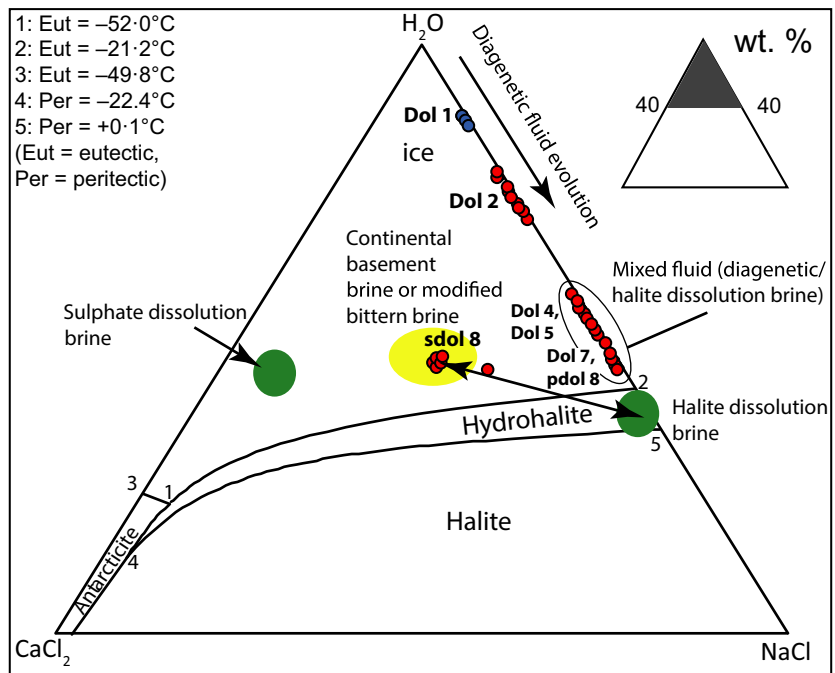 1: Eut = –52·0°C
2: Eut = –21·2°C
3: Eut = –49·8°C
4: Per = –22.4°C
5: Per = +0·1°C
(Eut = eutectic,
Per = peritectic)
H₂O
wt. %
40
40
Diagenetic fluid evolution
Dol 1
ice
Dol 2
Continental
basement
brine or modified
bittern brine
Mixed fluid (diagenetic/
halite dissolution brine)
Sulphate dissolution
brine
Dol 4,
Dol 5
sdol 8
Dol 7,
pdol 8
2
Hydrohalite
Halite dissolution
brine
5
3
1
4
Antarcticite
Halite
CaCl₂
NaCl